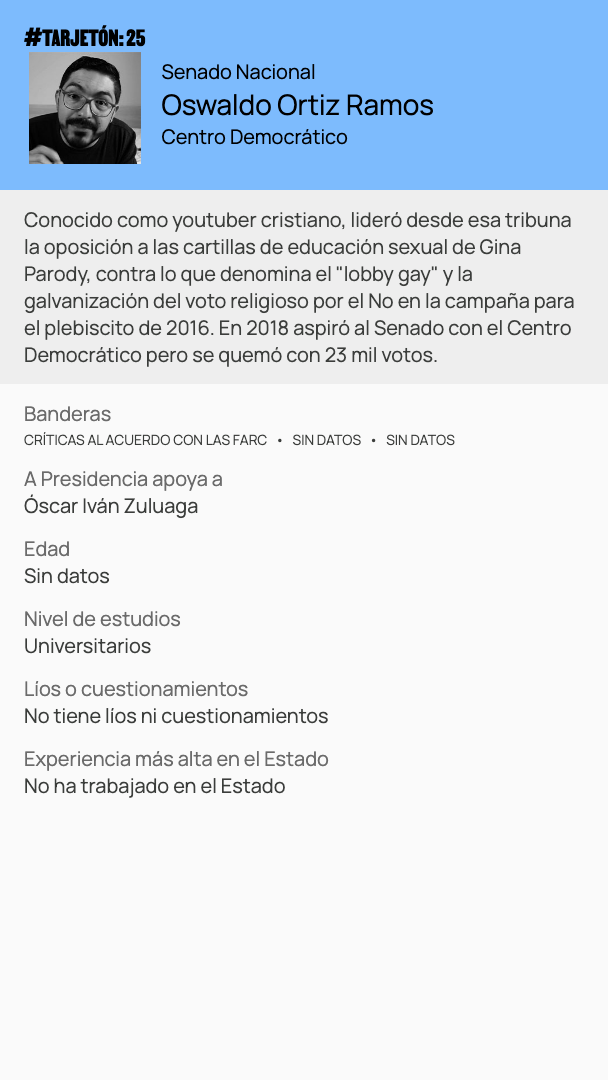 #TARJETÓN: 25
Senado Nacional
Oswaldo Ortiz Ramos
Centro Democrático
Conocido como youtuber cristiano, lideró desde esa tribuna
la oposición a las cartillas de educación sexual de Gina
Parody, contra lo que denomina el "lobby gay" y la
galvanización del voto religioso por el No en la campaña para
el plebiscito de 2016. En 2018 aspiró al Senado con el Centro
Democrático pero se quemó con 23 mil votos.
Banderas
CRÍTICAS AL ACUERDO CON LAS FARC • SIN DATOS • SIN DATOS
A Presidencia apoya a
Óscar Iván Zuluaga
Edad
Sin datos
Nivel de estudios
Universitarios
Líos o cuestionamientos
No tiene líos ni cuestionamientos
Experiencia más alta en el Estado
No ha trabajado en el Estado